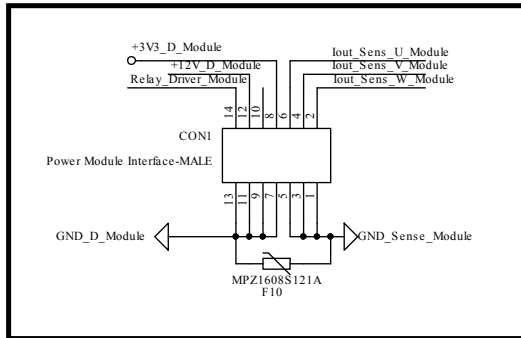 +3V3_D_Module
Iout_Sens_U_Module
+12V_D_Module
Iout_Sens_V_Module
Relay_Driver_Module
Iout_Sens_W_Module
14 12 10 8 6 4 2
CON1
Power Module Interface-MALE
13 11 9 7 5 3 1
GND_D_Module
GND_Sense_Module
MPZ1608S121A
F10